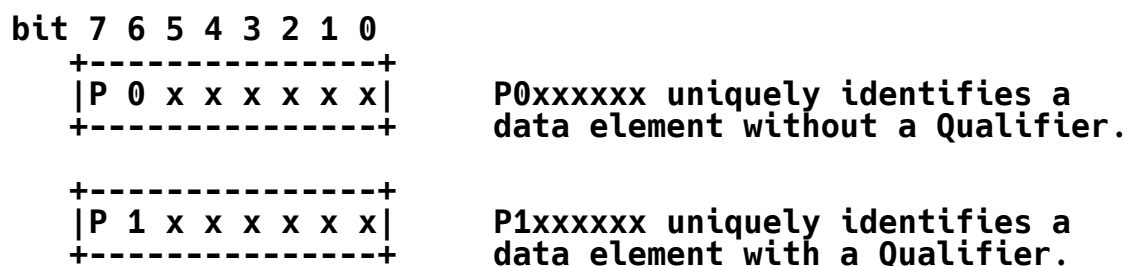 bit 7 6 5 4 3 2 1 0
+---------------+
|P 0 x x x x x x| P0xxxxxx uniquely identifies a
+---------------+ data element without a Qualifier.
+---------------+
|P 1 x x x x x x| P1xxxxxx uniquely identifies a
+---------------+ data element with a Qualifier.